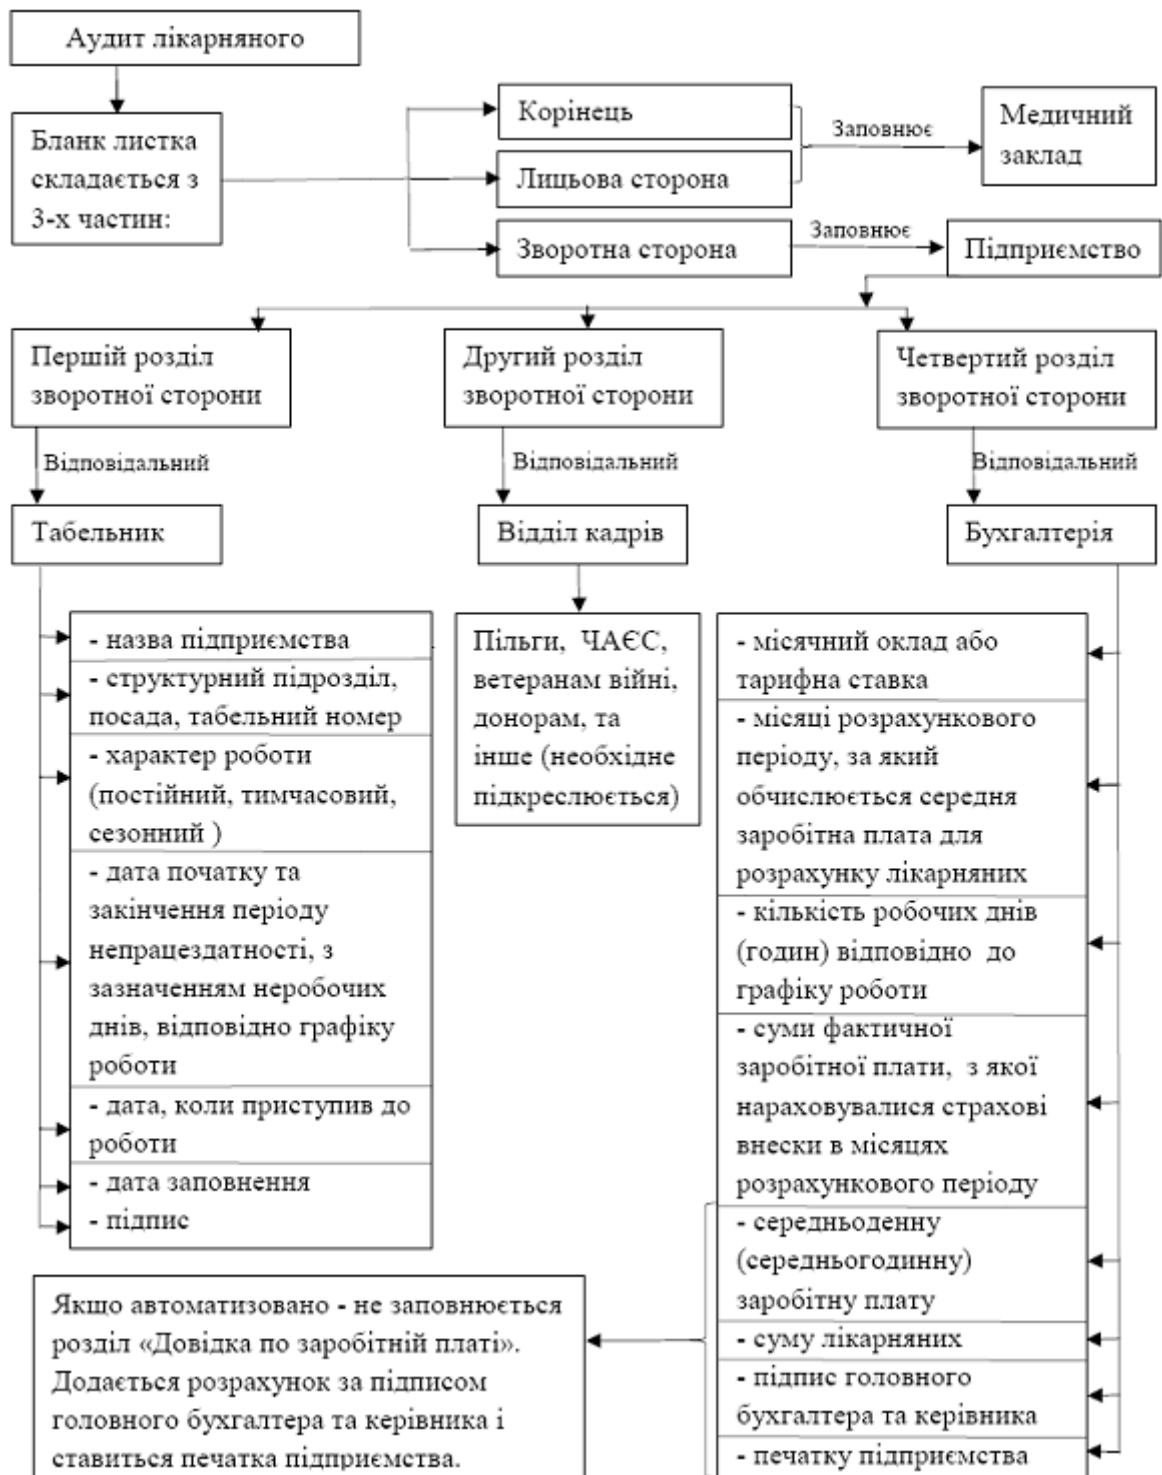 Аудит лікарняного
Бланк листка
складається з
3-х частин:
Корінець
Лицьова сторона
Зворотна сторона
Заповнює
Медичний
заклад
Заповнює
Підприємство
Першій розділ
зворотної сторони
Другий розділ
зворотної сторони
Четвертий розділ
зворотної сторони
Відповідальний
Відповідальний
Відповідальний
Табельник
Відділ кадрів
Бухгалтерія
- назва підприємства
- структурний підрозділ,
посада, табельний номер
- характер роботи
(постійний, тимчасовий,
сезонний )
- дата початку та
закінчення періоду
непрацездатності, з
зазначенням неробочих
днів, відповідно графіку
роботи
- дата, коли приступив до
роботи
- дата заповнення
- підпис
Пільги, ЧАЄС,
ветеранам війні,
донорам, та
інше (необхідне
підкреслюється)
- місячний оклад або
тарифна ставка
- місяці розрахункового
періоду, за який
обчислюється середня
заробітна плата для
розрахунку лікарняних
- кількість робочих днів
(годин) відповідно до
графіку роботи
- суми фактичної
заробітної плати, з якої
нараховувалися страхові
внески в місяцях
розрахункового періоду
- середньоденну
(середньогодинну)
заробітну плату
- суму лікарняних
- підпис головного
бухгалтера та керівника
- печатку підприємства
Якщо автоматизовано - не заповнюється
розділ «Довідка по заробітній платі».
Додається розрахунок за підписом
головного бухгалтера та керівника і
ставиться печатка підприємства.